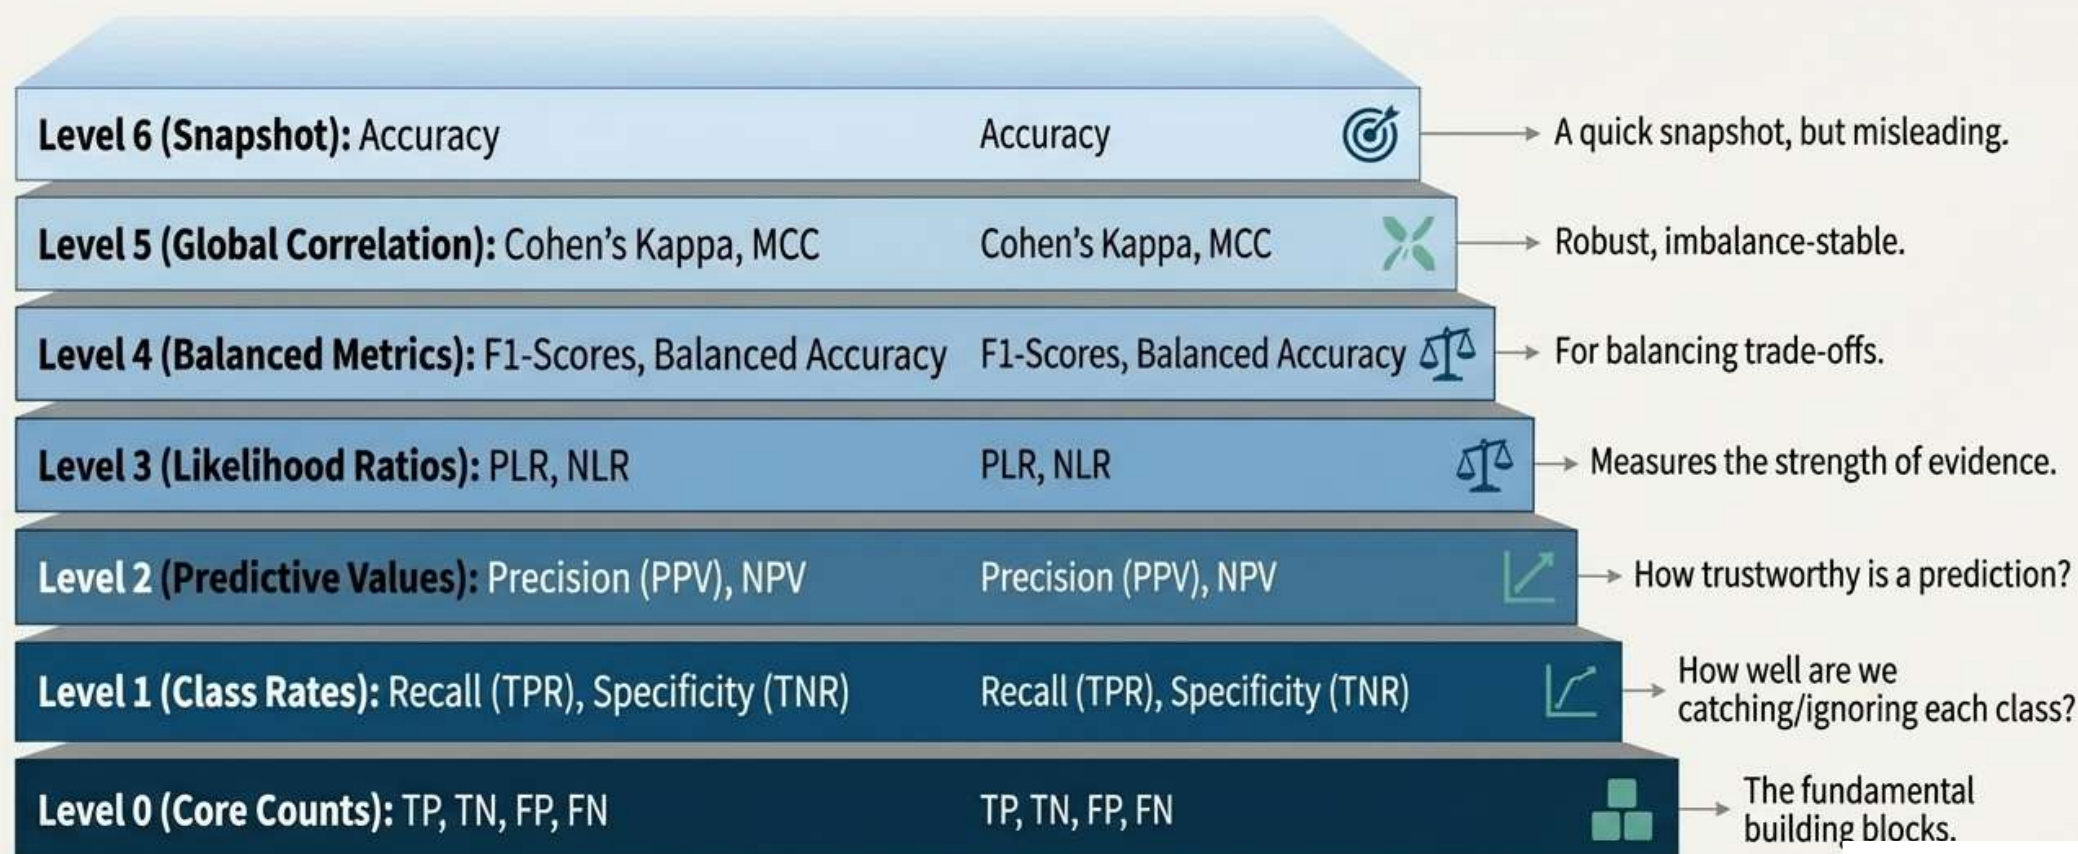 Level 6 (Snapshot): Accuracy Accuracy A quick snapshot, but misleading.
Level 5 (Global Correlation): Cohen's Kappa, MCC Cohen's Kappa, MCC Robust, imbalance-stable.
Level 4 (Balanced Metrics): F1-Scores, Balanced Accuracy F1-Scores, Balanced Accuracy For balancing trade-offs.
Level 3 (Likelihood Ratios): PLR, NLR PLR, NLR Measures the strength of evidence.
Level 2 (Predictive Values): Precision (PPV), NPV Precision (PPV), NPV How trustworthy is a prediction?
Level 1 (Class Rates): Recall (TPR), Specificity (TNR) Recall (TPR), Specificity (TNR) How well are we
catching/ignoring each class?
Level 0 (Core Counts): TP, TN, FP, FN TP, TN, FP, FN The fundamental
building blocks.